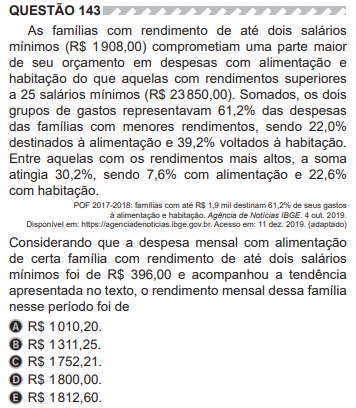 QUESTÃO 143
As famílias com rendimento de até dois salários
mínimos (R$ 1908,00) comprometiam uma parte maior
de seu orçamento em despesas com alimentação e
habitação do que aquelas com rendimentos superiores
a 25 salários mínimos (R$ 23850,00). Somados, os dois
grupos de gastos representavam 61,2% das despesas
das famílias com menores rendimentos, sendo 22,0%
destinados à alimentação e 39,2% voltados à habitação.
Entre aquelas com os rendimentos mais altos, a soma
atingia 30,2%, sendo 7,6% com alimentação e 22,6%
com habitação.
POF 2017-2018: famílias com até R$ 1,9 mil destinam 61,2% de seus gastos
à alimentação e habitação. Agência de Notícias IBGE. 4 out. 2019.
Disponível em: https://agenciadenoticias.ibge.gov.br. Acesso em: 11 dez. 2019. (adaptado)
Considerando que a despesa mensal com alimentação
de certa família com rendimento de até dois salários
mínimos foi de R$ 396,00 e acompanhou a tendência
apresentada no texto, o rendimento mensal dessa família
nesse período foi de
A R$ 1010,20.
B R$ 1311,25.
C R$ 1752,21.
D R$ 1800,00.
E R$ 1812,60.